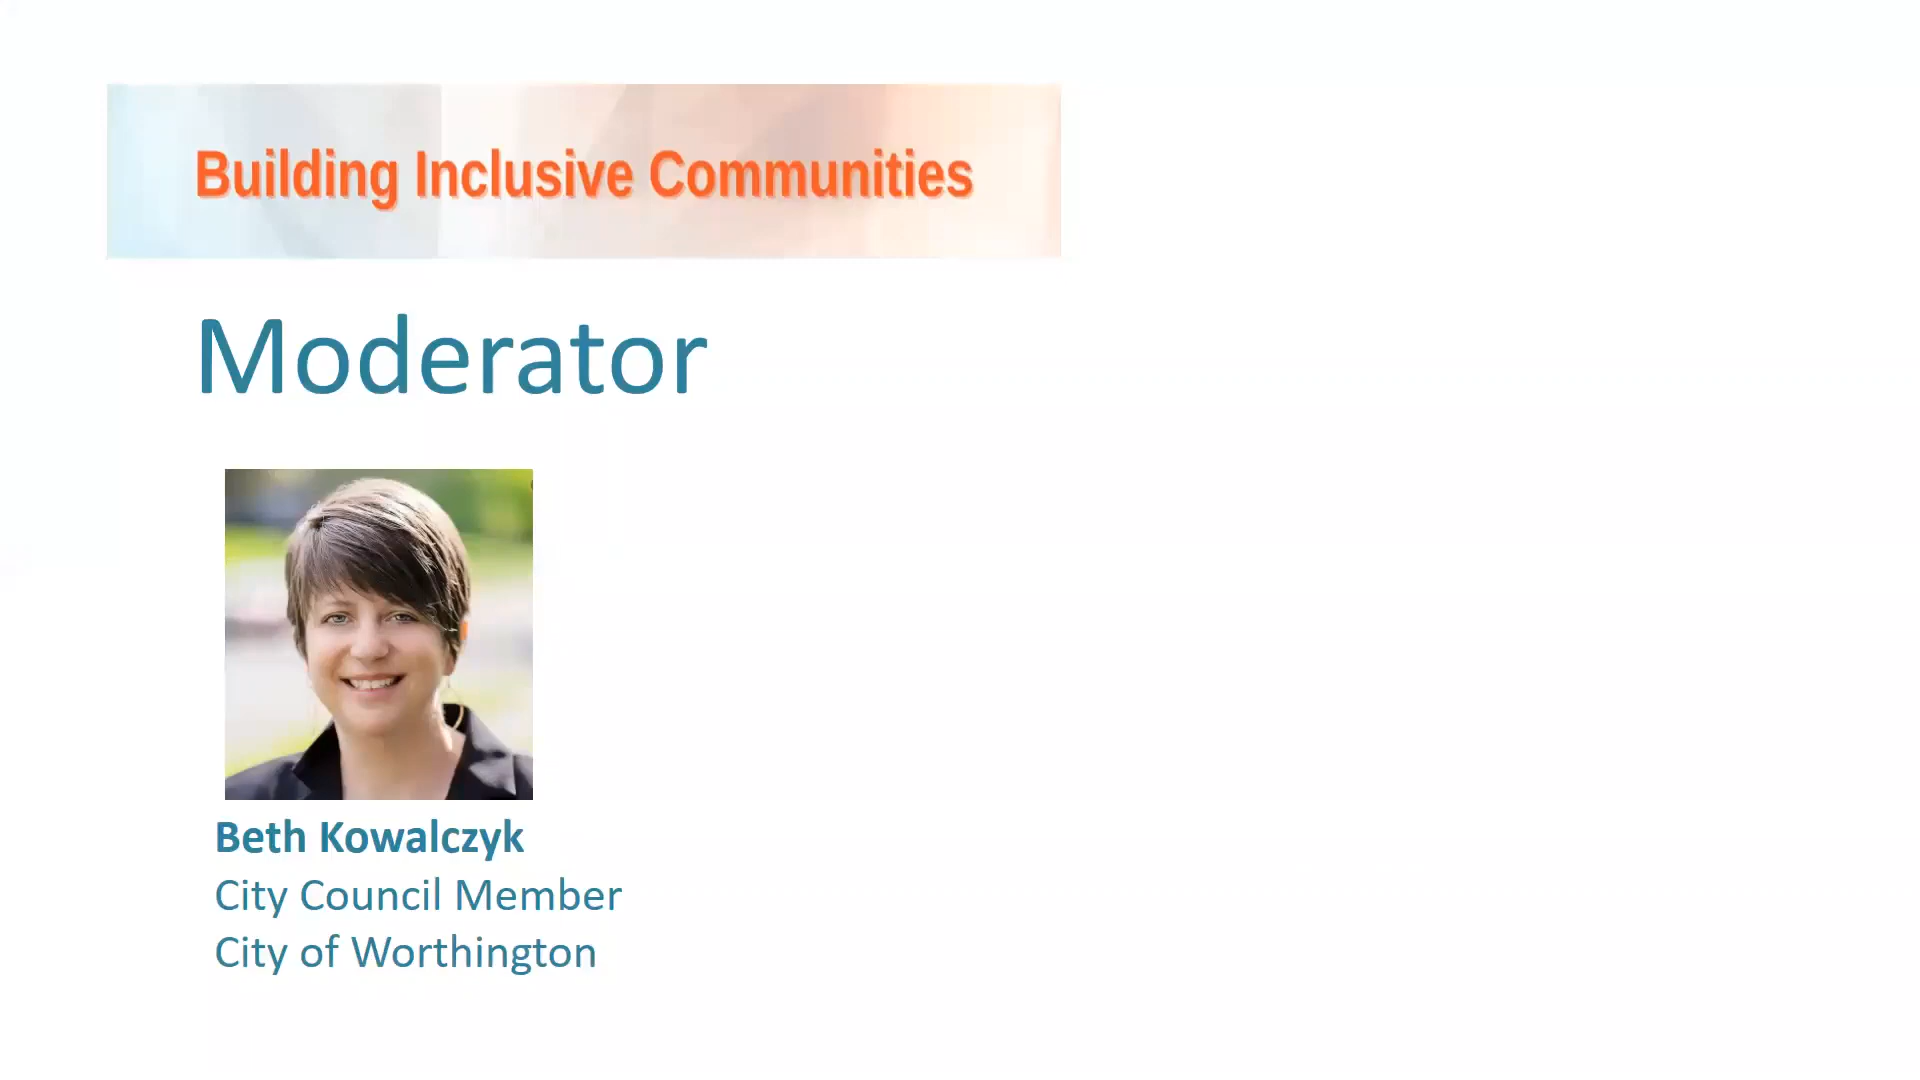 Building Inclusive Communities
Moderator
Beth Kowalczyk
City Council Member
City of Worthington